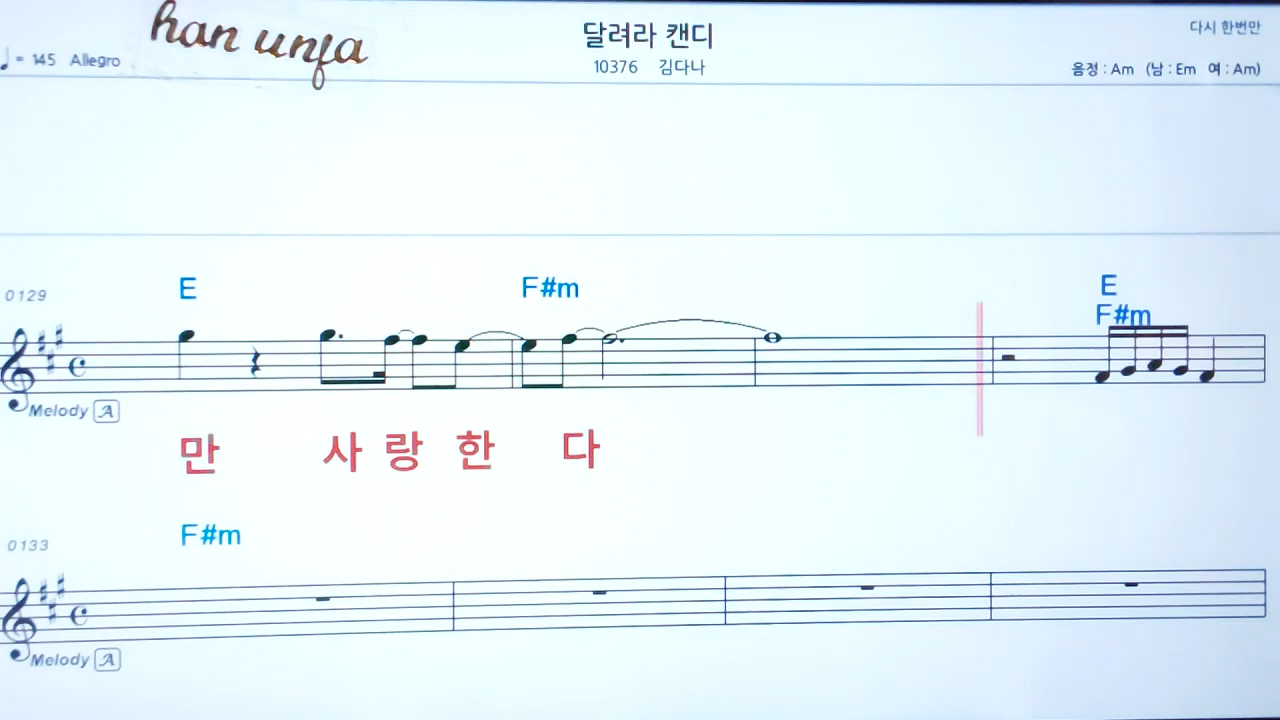 han unfa
달려라 캔디
다시 한번만
♩ = 145 Allegro
10376 김다나
음정 : Am (남 : Em 여 : Am)
E F#m E
0129
F#m
Melody A
만 사 랑 한 다
F#m
0133
Melody A